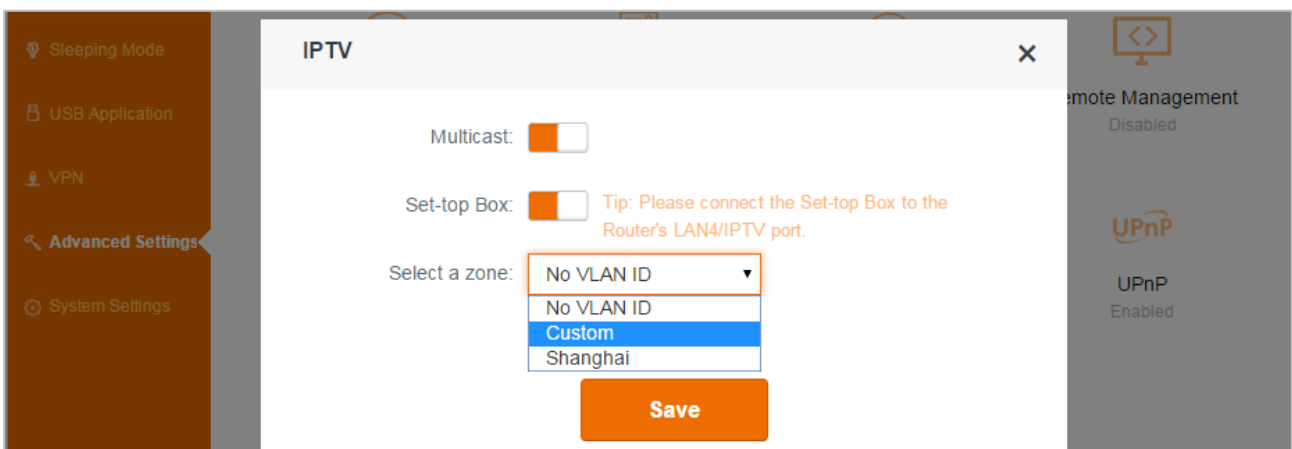 Sleeping Mode
USB Application
VPN
Advanced Settings
System Settings
IPTV
Multicast:
Set-top Box:
Tip: Please connect the Set-top Box to the
Router's LAN4/IPTV port.
Select a zone:
No VLAN ID
No VLAN ID
Custom
Shanghai
Save
emote Management
Disabled
UPnP
UPnP
Enabled